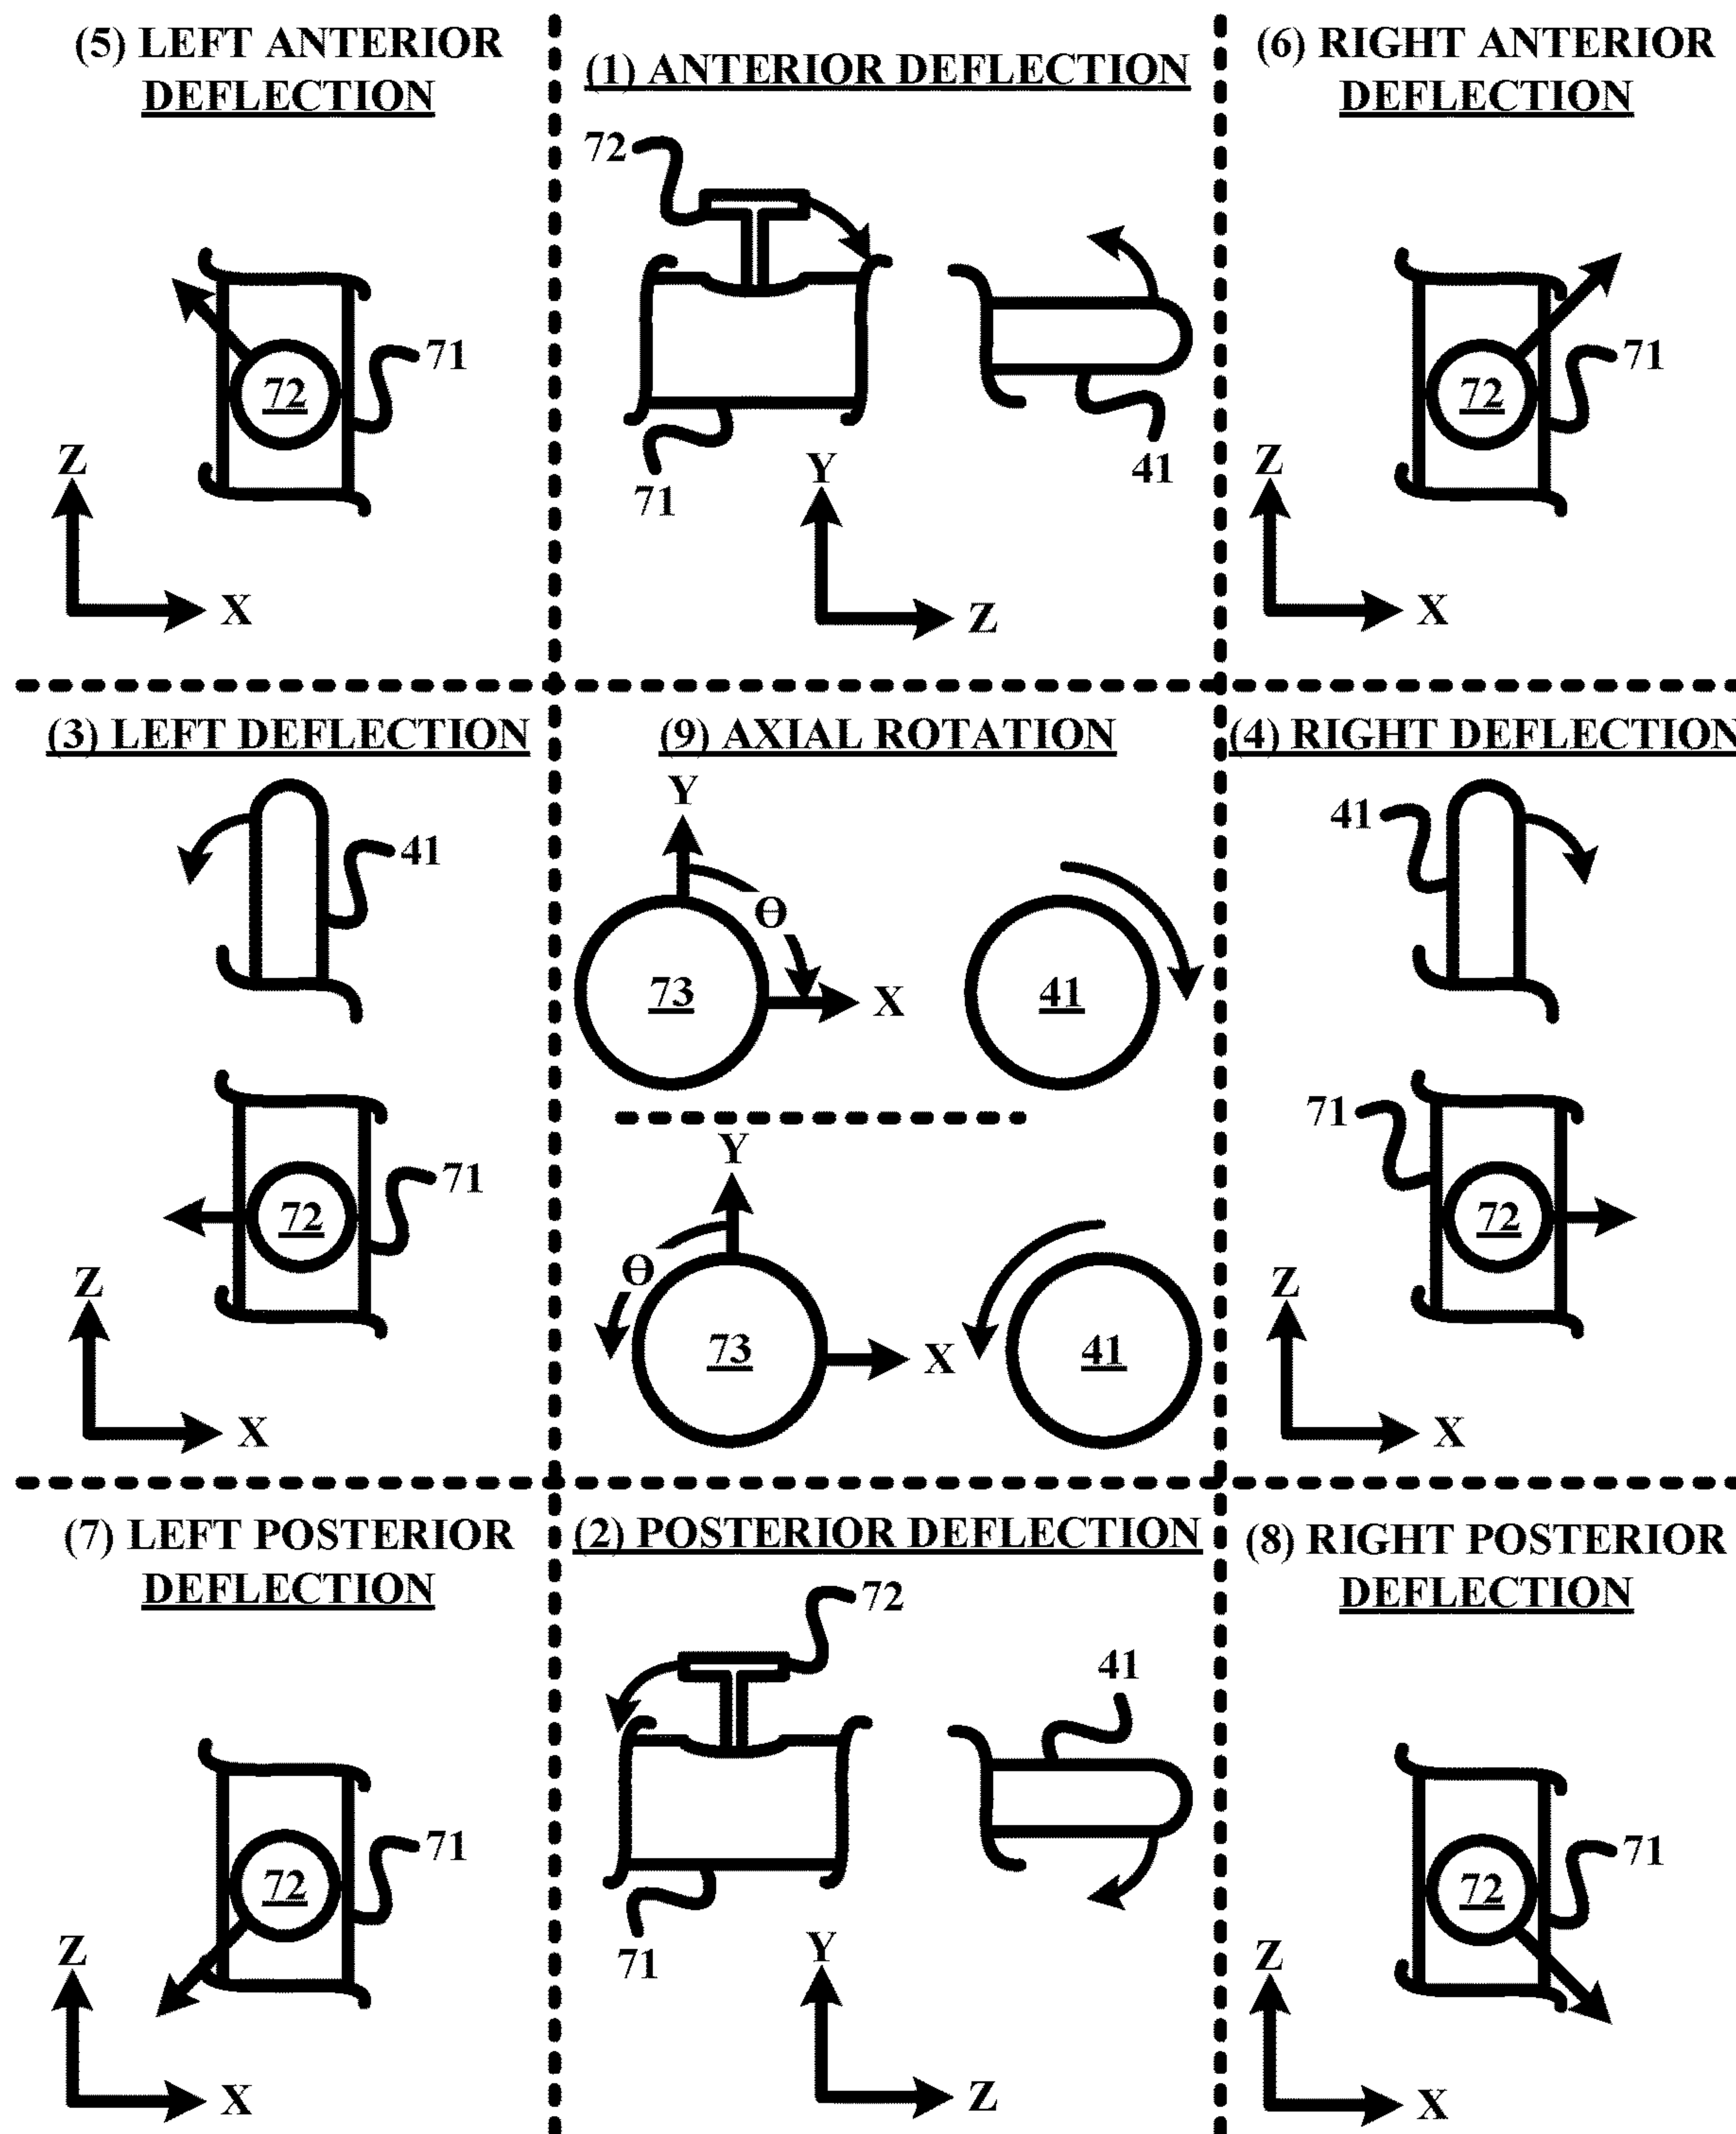 (5) LEFT ANTERIOR
DEFLECTION
72
71
Z
X
(1) ANTERIOR DEFLECTION
72
71
41
Y
Z
(6) RIGHT ANTERIOR
DEFLECTION
72
71
Z
X
(3) LEFT DEFLECTION
41
72
71
Z
X
(9) AXIAL ROTATION
Y
Θ
73
X
41
Y
Θ
73
X
41
(4) RIGHT DEFLECTION
41
71
72
Z
X
(7) LEFT POSTERIOR
DEFLECTION
71
72
Z
X
(2) POSTERIOR DEFLECTION
72
41
71
Y
Z
(8) RIGHT POSTERIOR
DEFLECTION
71
72
Z
X